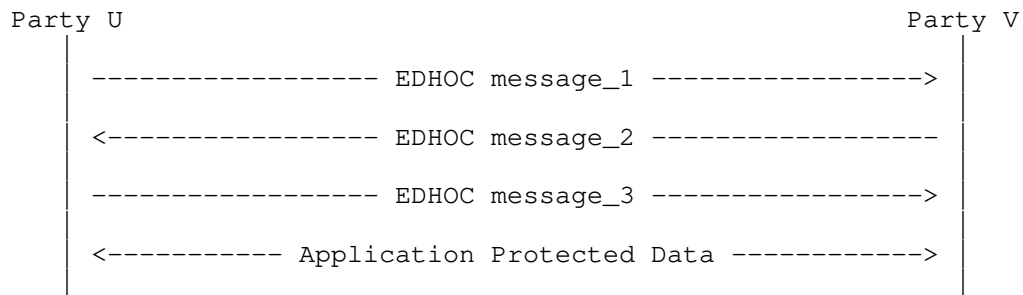 Party U Party V
------------------ EDHOC message_1 ----------------->
<----------------- EDHOC message_2 ------------------
------------------ EDHOC message_3 ----------------->
<----------- Application Protected Data ------------>